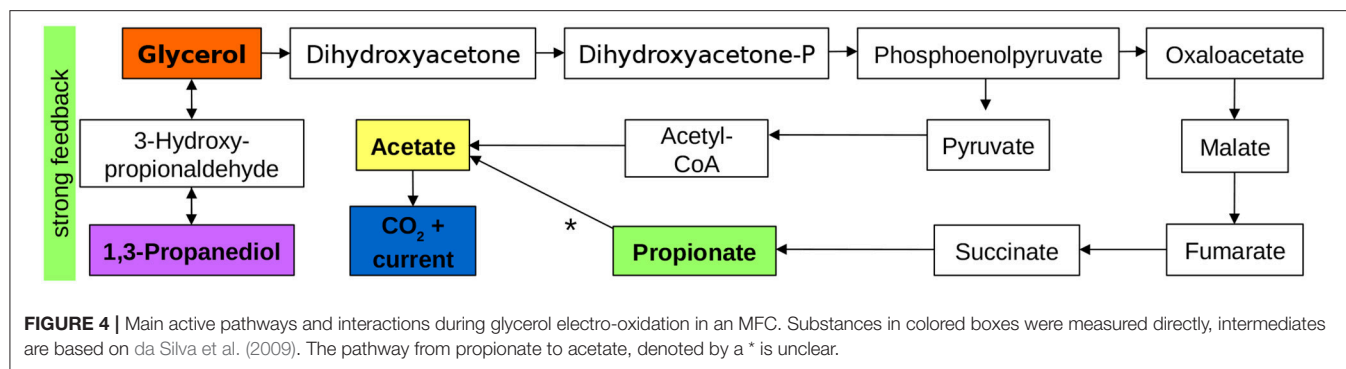 strong feedback
Glycerol
Dihydroxyacetone
Dihydroxyacetone-P
Phosphoenolpyruvate
Oxaloacetate
3-Hydroxy-
propionaldehyde
Acetate
Acetyl-
CoA
Pyruvate
Malate
1,3-Propanediol
CO₂ +
current
*
Propionate
Succinate
Fumarate
FIGURE 4 | Main active pathways and interactions during glycerol electro-oxidation in an MFC. Substances in colored boxes were measured directly, intermediates
are based on da Silva et al. (2009). The pathway from propionate to acetate, denoted by a * is unclear.